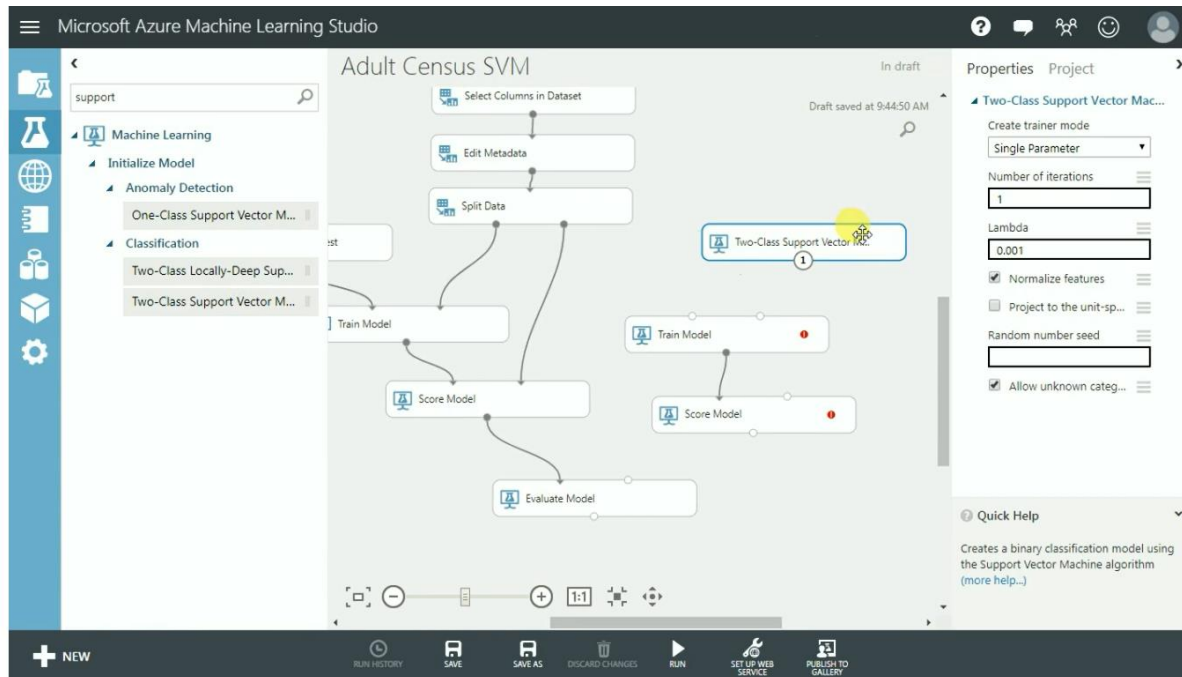 Microsoft Azure Machine Learning Studio
support
Machine Learning
Initialize Model
Anomaly Detection
One-Class Support Vector M...
Classification
Two-Class Locally-Deep Sup...
Two-Class Support Vector M...
Adult Census SVM
In draft
Draft saved at 9:44:50 AM
Select Columns in Dataset
Edit Metadata
Split Data
est
Two-Class Support Vector M...
1
Train Model
Train Model
Score Model
Score Model
Evaluate Model
1:1
Properties Project
Two-Class Support Vector Mac...
Create trainer mode
Single Parameter
Number of iterations
1
Lambda
0.001
Normalize features
Project to the unit-sp...
Random number seed
Allow unknown categ...
Quick Help
Creates a binary classification model using
the Support Vector Machine algorithm
(more help...)
NEW
RUN HISTORY
SAVE
SAVE AS
DISCARD CHANGES
RUN
SET UP WEB
SERVICE
PUBLISH TO
GALLERY